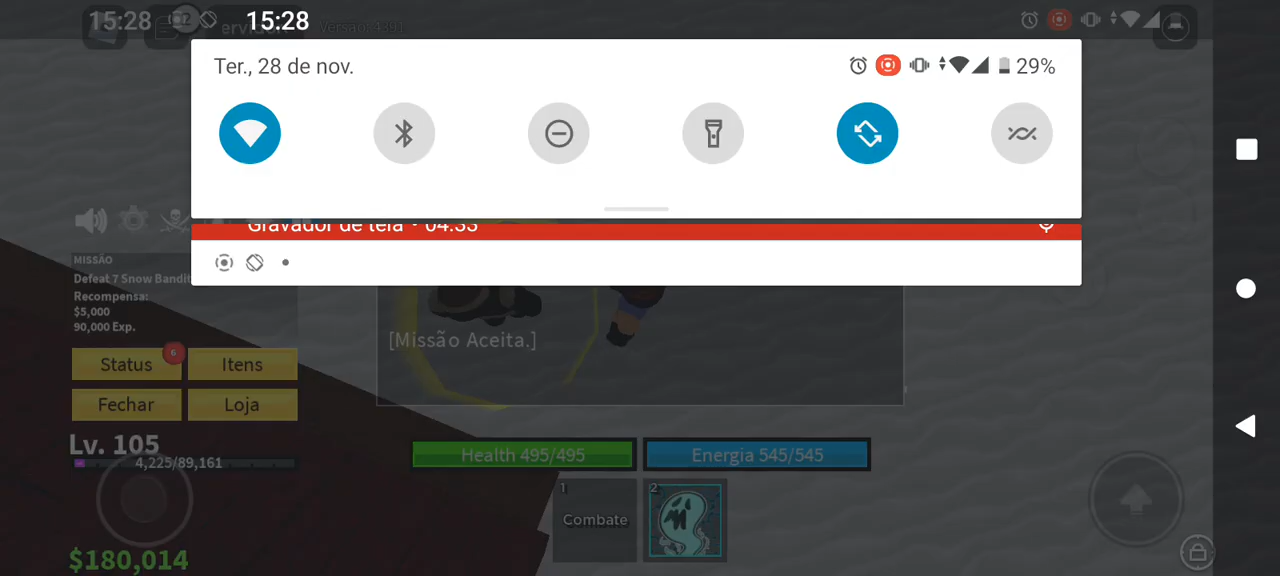 15:28
15:28
Versão: 4391
Ter., 28 de nov.
29%
Gravador de tela • 04:33
MISSÃO
Defeat 7 Snow Bandit
Recompensa:
$5,000
90,000 Exp.
[Missão Aceita.]
Status
6
Itens
Fechar
Loja
Lv. 105
4,225/89,161
Health 495/495
Energia 545/545
1
Combate
2
$180,014